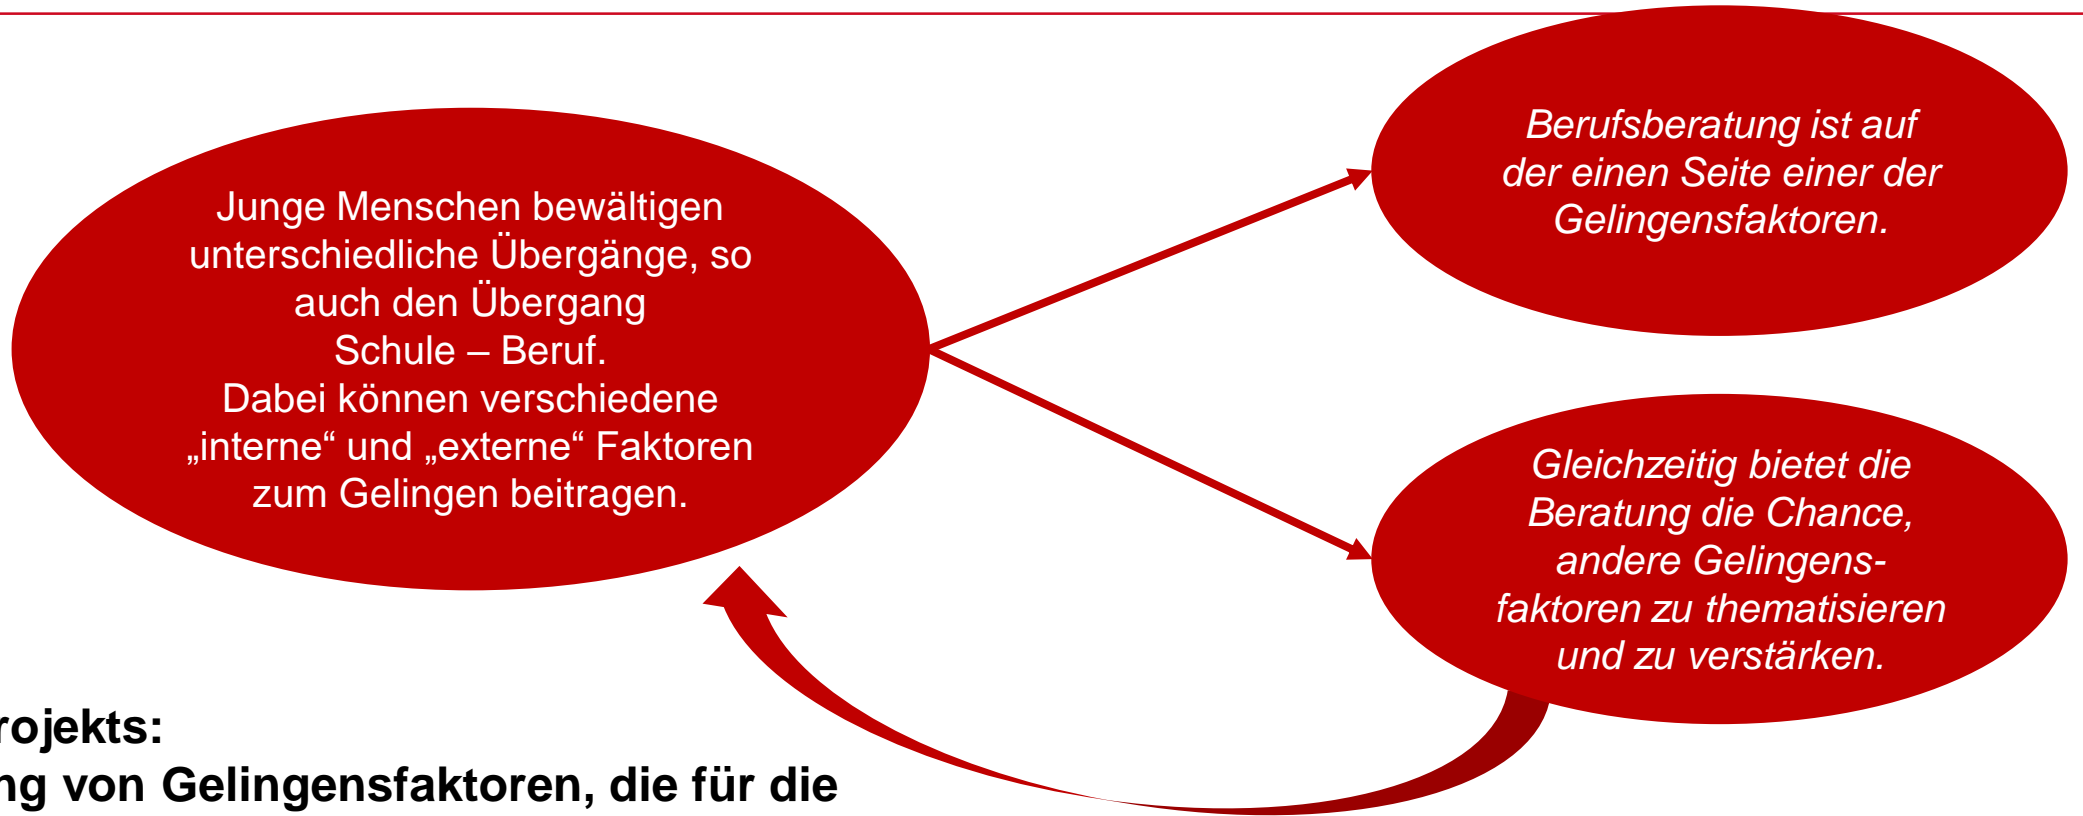 Junge Menschen bewältigen
unterschiedliche Übergänge, so
auch den Übergang
Schule – Beruf.
Dabei können verschiedene
„interne“ und „externe“ Faktoren
zum Gelingen beitragen.
Berufsberatung ist auf
der einen Seite einer der
Gelingensfaktoren.
Gleichzeitig bietet die
Beratung die Chance,
andere Gelingens-
faktoren zu thematisieren
und zu verstärken.
rojekts:
ng von Gelingensfaktoren, die für die